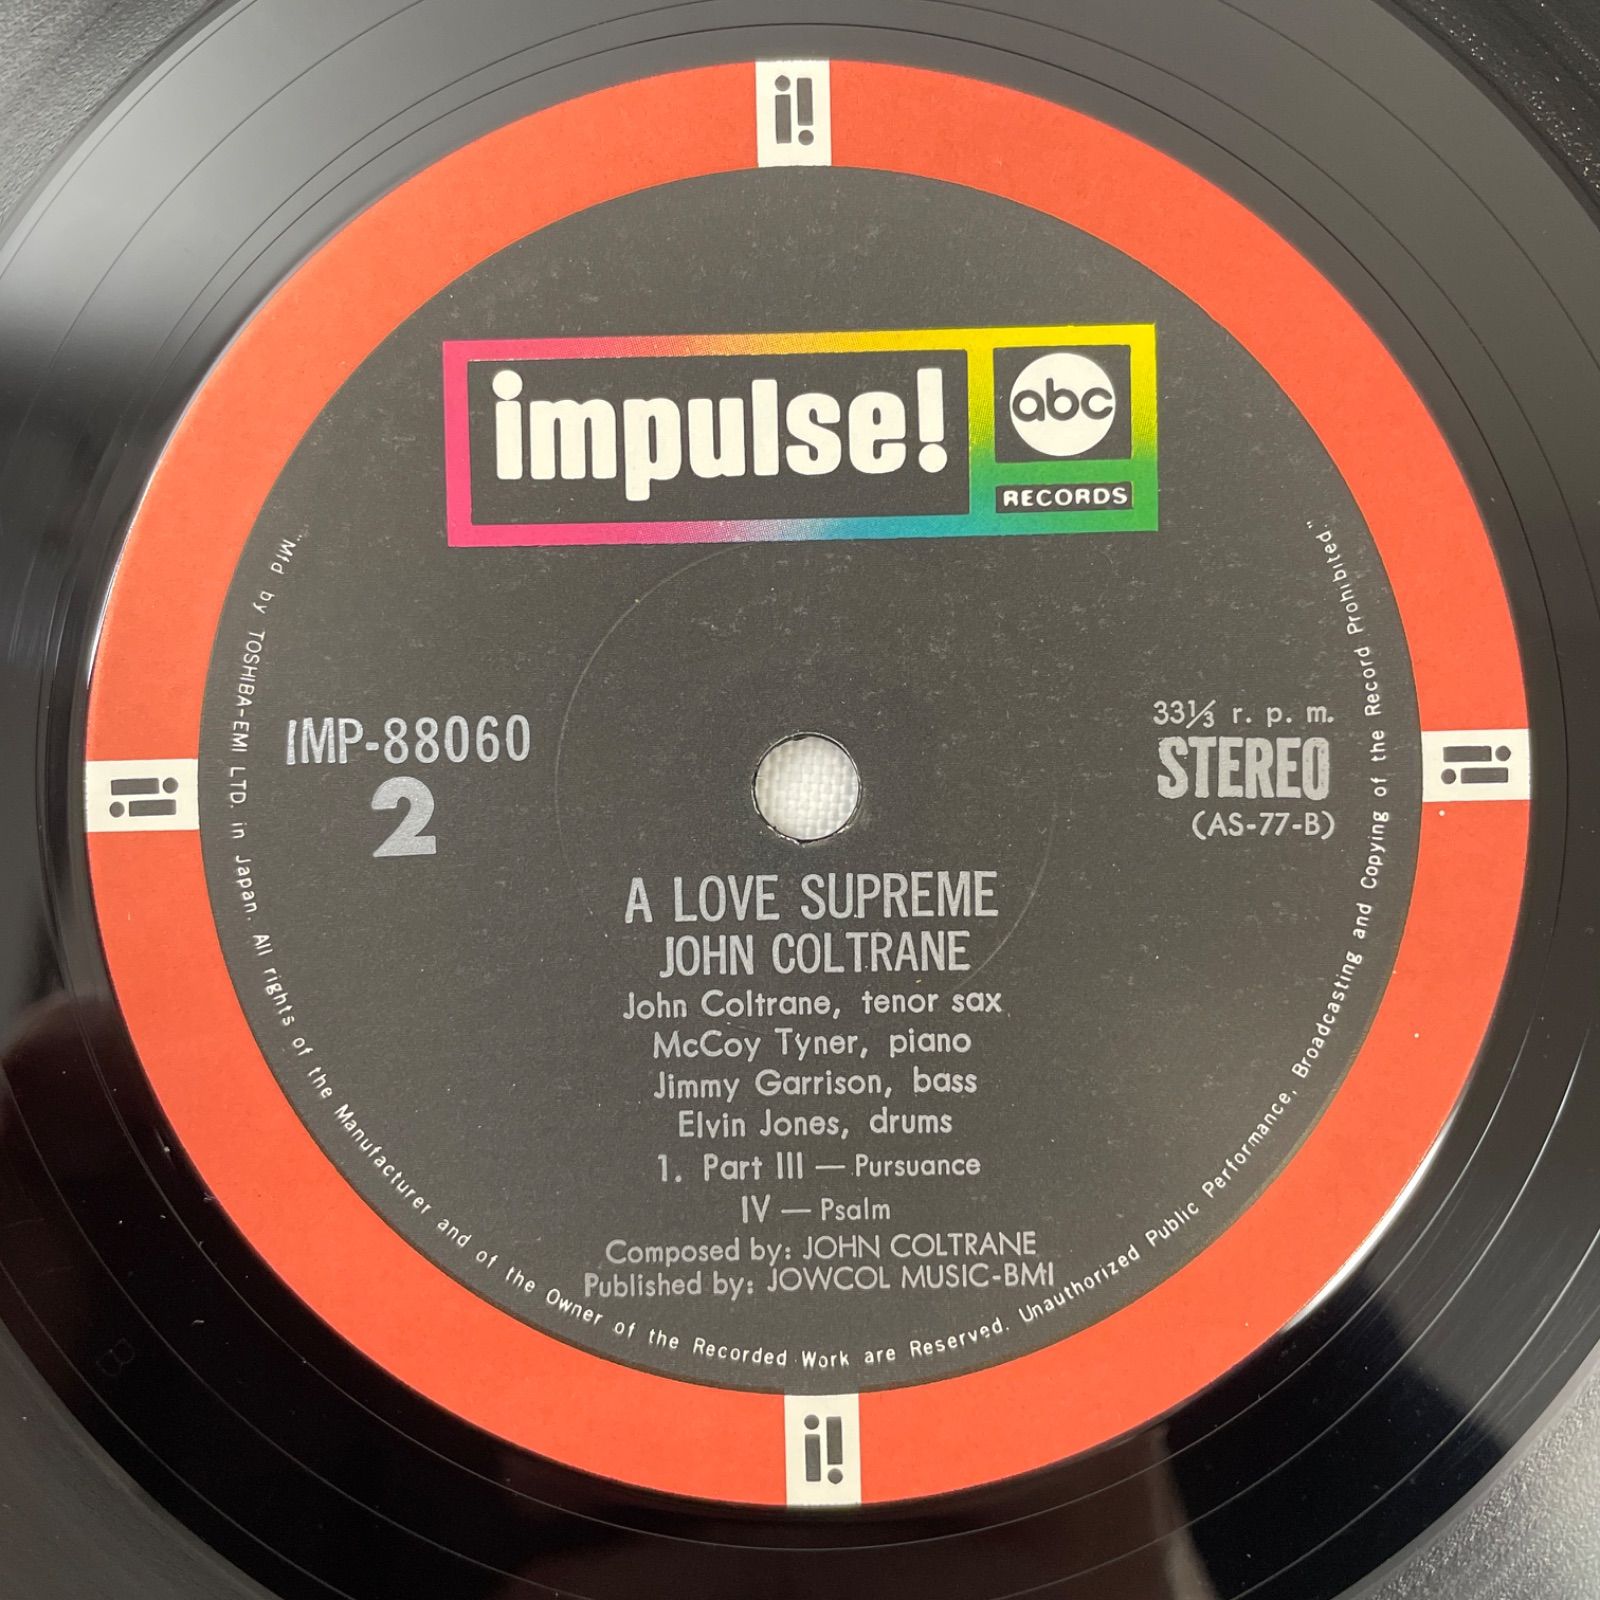 i!
impulse!
abc
RECORDS
IMP-88060
2
33⅓ r. p. m.
STEREO
(AS-77-B)
i!
i!
A LOVE SUPREME
JOHN COLTRANE
John Coltrane, tenor sax
McCoy Tyner, piano
Jimmy Garrison, bass
Elvin Jones, drums
1. Part III — Pursuance
IV — Psalm
Composed by: JOHN COLTRANE
Published by: JOWCOL MUSIC-BMI
"Mfd by TOSHIBA-EMI LTD. in Japan. All rights of the Manufacturer and of the Owner of the Recorded Work are Reserved. Unauthorized Public Performance, Broadcasting and Copying of the Record Prohibited."
i!
B